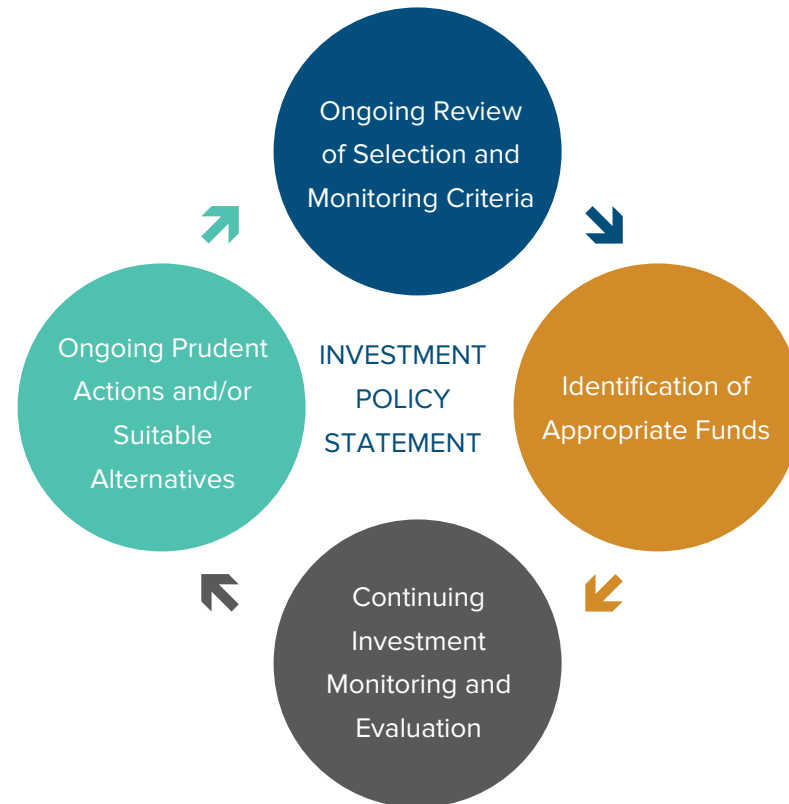 Ongoing Review
of Selection and
Monitoring Criteria
Ongoing Prudent
Actions and/or
Suitable
Alternatives
INVESTMENT
POLICY
STATEMENT
Identification of
Appropriate Funds
Continuing
Investment
Monitoring and
Evaluation